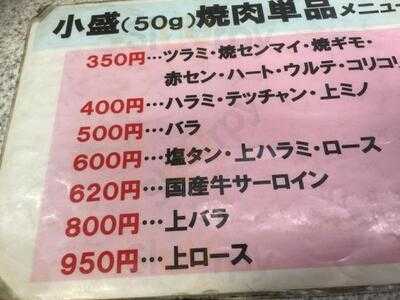 小盛(50g)焼肉単品メニュー
350円…ツラミ・焼センマイ・焼ギモ・
赤セン・ハート・ウルテ・コリコリ
400円…ハラミ・テッチャン・上ミノ
500円…バラ
600円…塩タン・上ハラミ・ロース
620円…国産牛サーロイン
800円…上バラ
950円…上ロース